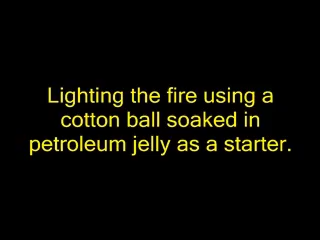 Lighting the fire using a
cotton ball soaked in
petroleum jelly as a starter.